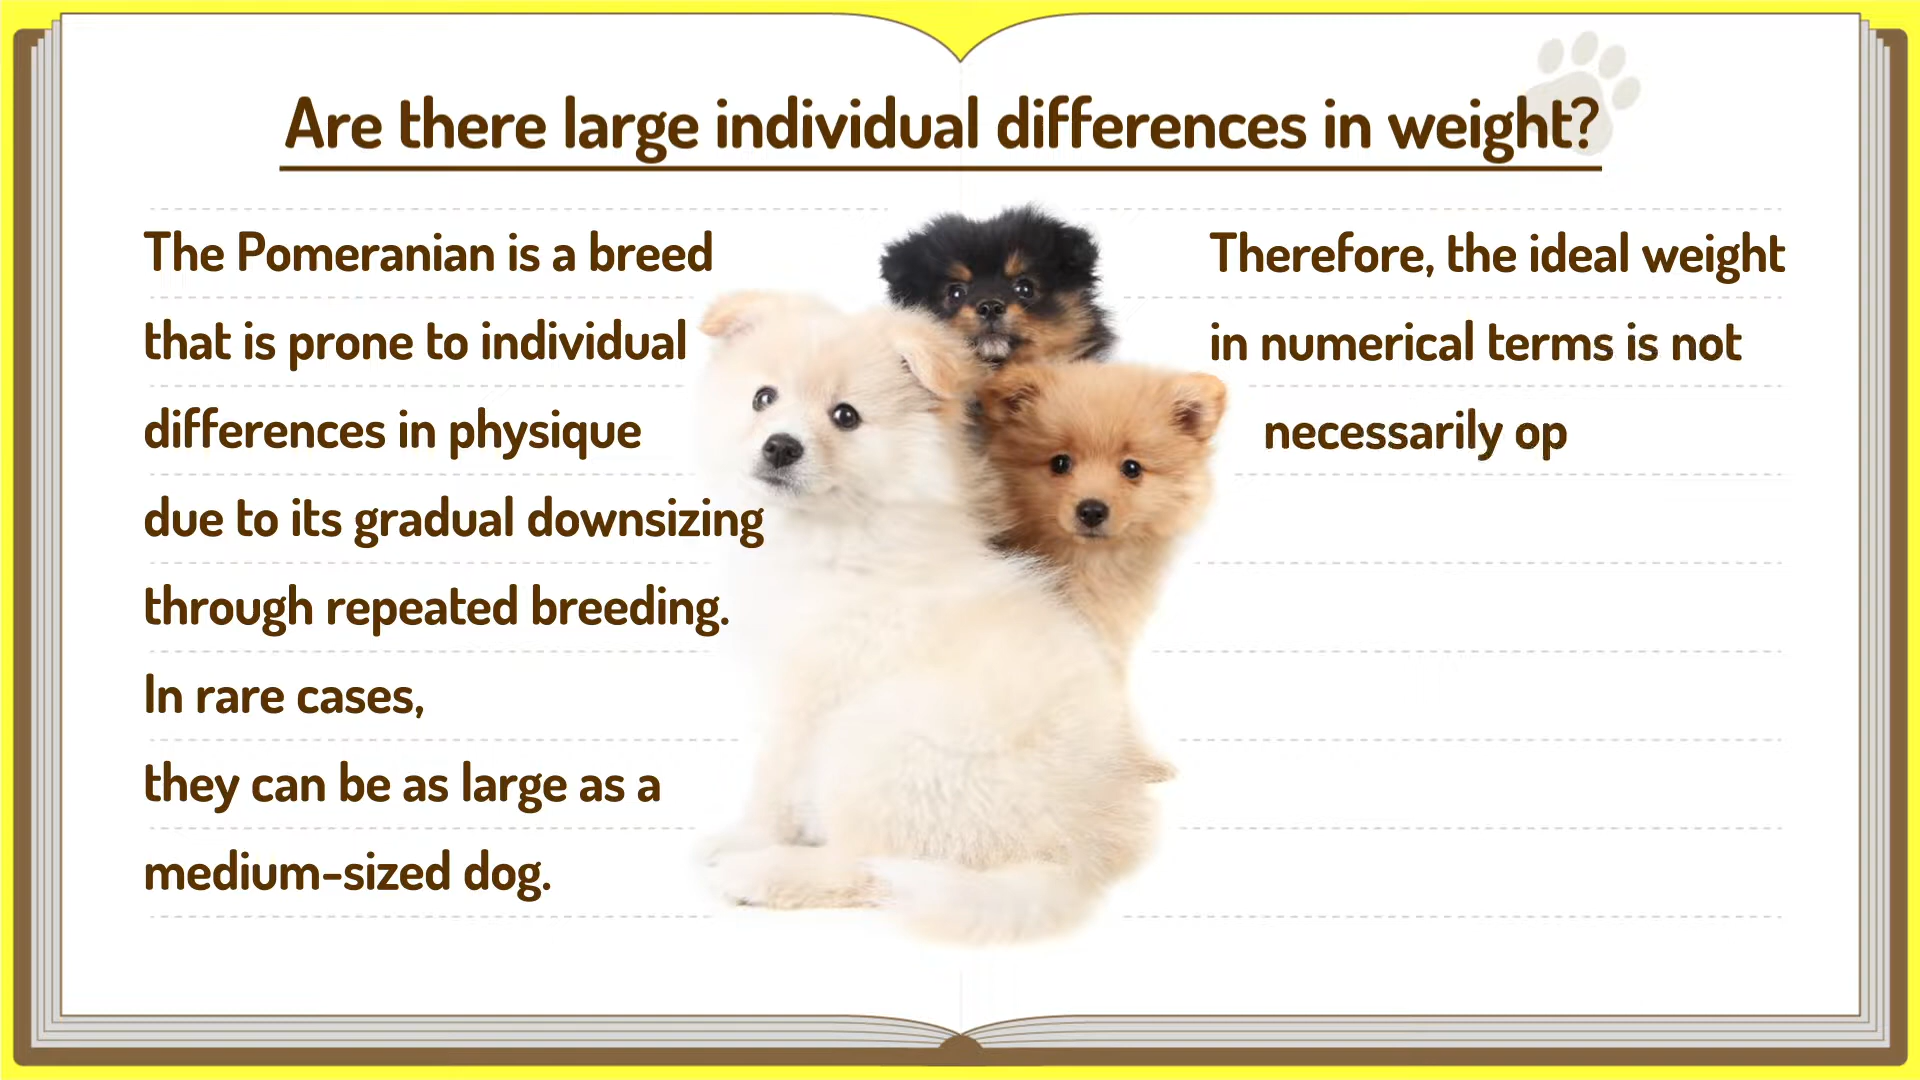 Are there large individual differences in weight?
The Pomeranian is a breed
that is prone to individual
differences in physique
due to its gradual downsizing
through repeated breeding.
In rare cases,
they can be as large as a
medium-sized dog.
Therefore, the ideal weight
in numerical terms is not
necessarily op